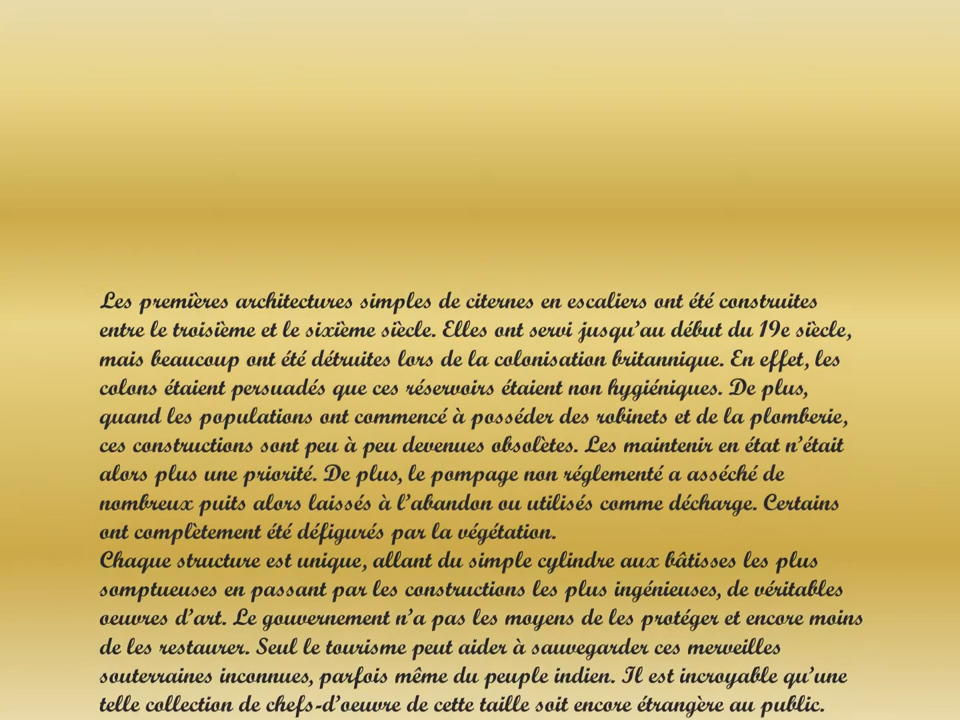 Les premières architectures simples de citernes en escaliers ont été construites
entre le troisième et le sixième siècle. Elles ont servi jusqu'au début du 19e siècle,
mais beaucoup ont été détruites lors de la colonisation britannique. En effet, les
colons étaient persuadés que ces réservoirs étaient non hygiéniques. De plus,
quand les populations ont commencé à posséder des robinets et de la plomberie,
ces constructions sont peu à peu devenues obsolètes. Les maintenir en état n'était
alors plus une priorité. De plus, le pompage non réglementé a asséché de
nombreux puits alors laissés à l'abandon ou utilisés comme décharge. Certains
ont complètement été défigurés par la végétation.
Chaque structure est unique, allant du simple cylindre aux bâtisses les plus
somptueuses en passant par les constructions les plus ingénieuses, de véritables
oeuvres d'art. Le gouvernement n'a pas les moyens de les protéger et encore moins
de les restaurer. Seul le tourisme peut aider à sauvegarder ces merveilles
souterraines inconnues, parfois même du peuple indien. Il est incroyable qu'une
telle collection de chefs-d'oeuvre de cette taille soit encore étrangère au public.